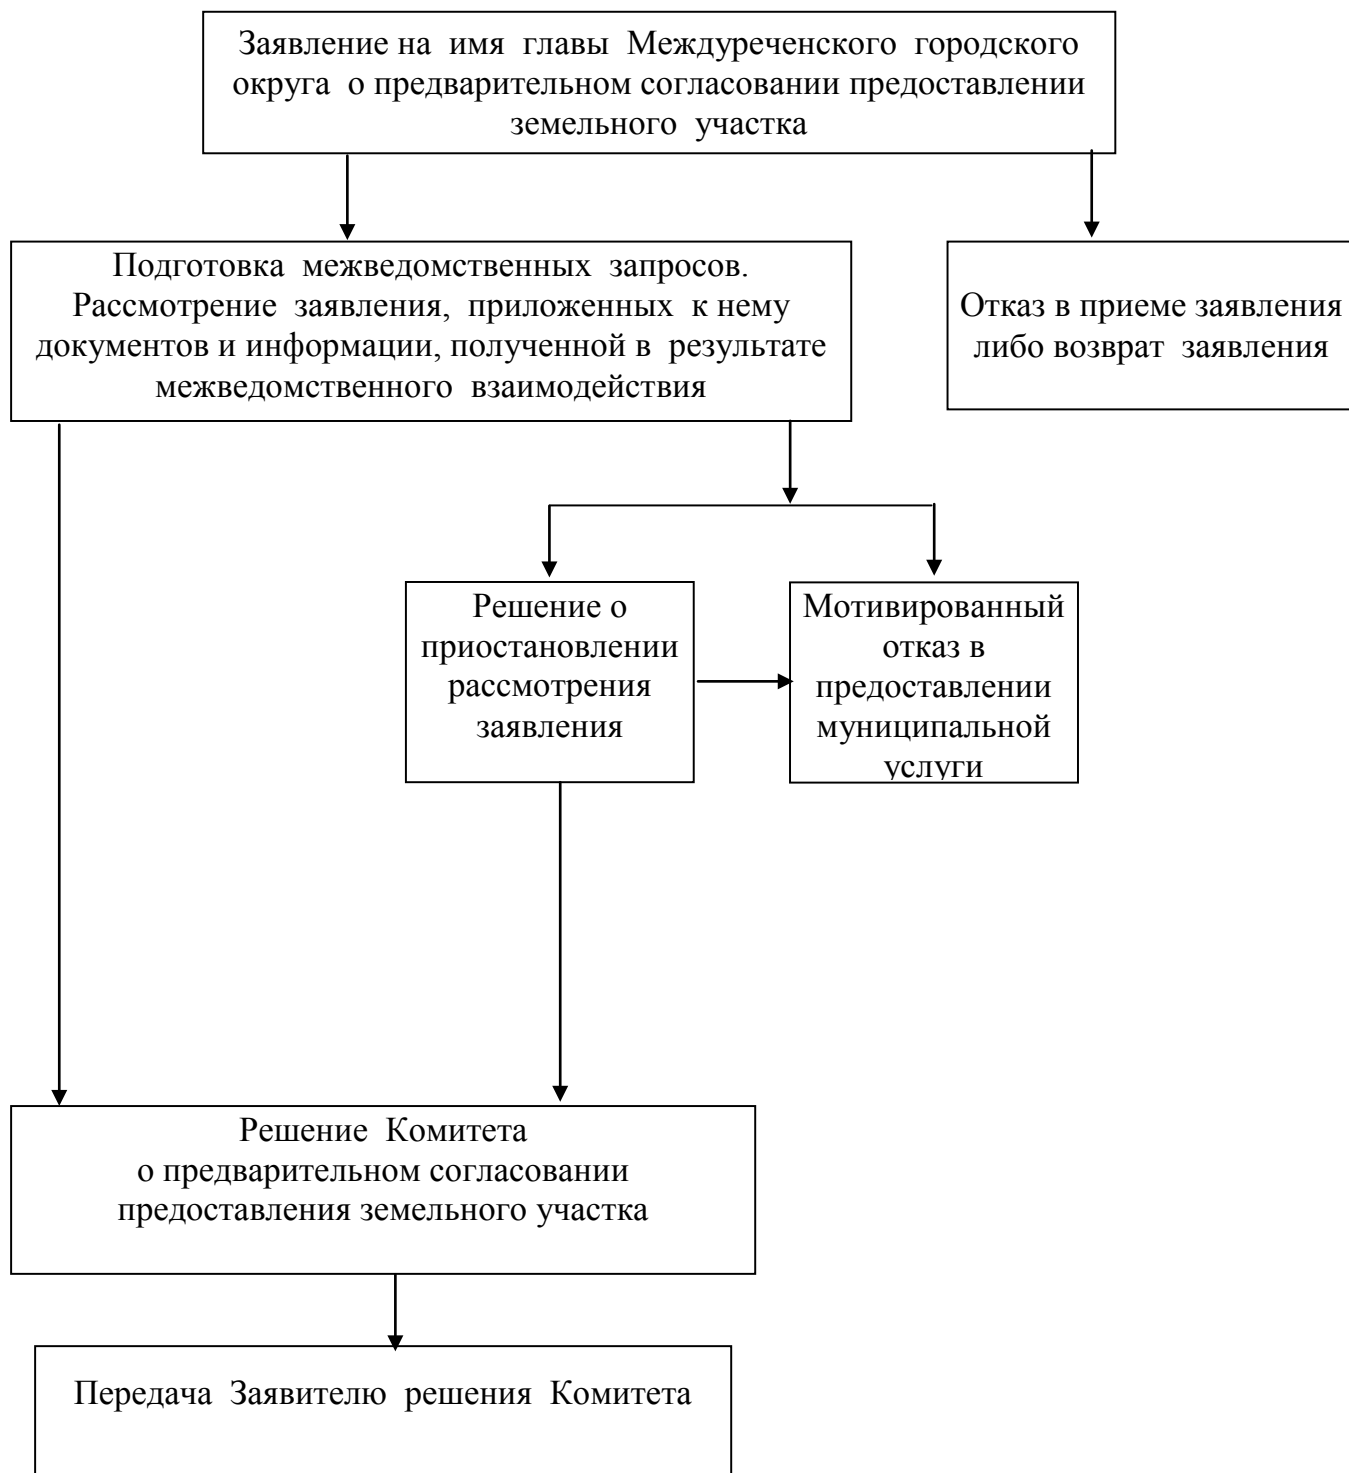 Заявление на имя главы Междуреченского городского
округа о предварительном согласовании предоставлении
земельного участка
Подготовка межведомственных запросов.
Рассмотрение заявления, приложенных к нему
документов и информации, полученной в результате
межведомственного взаимодействия
Отказ в приеме заявления
либо возврат заявления
Решение о
приостановлении
рассмотрения
заявления
Мотивированный
отказ в
предоставлении
муниципальной
услуги
Решение Комитета
о предварительном согласовании
предоставления земельного участка
Передача Заявителю решения Комитета